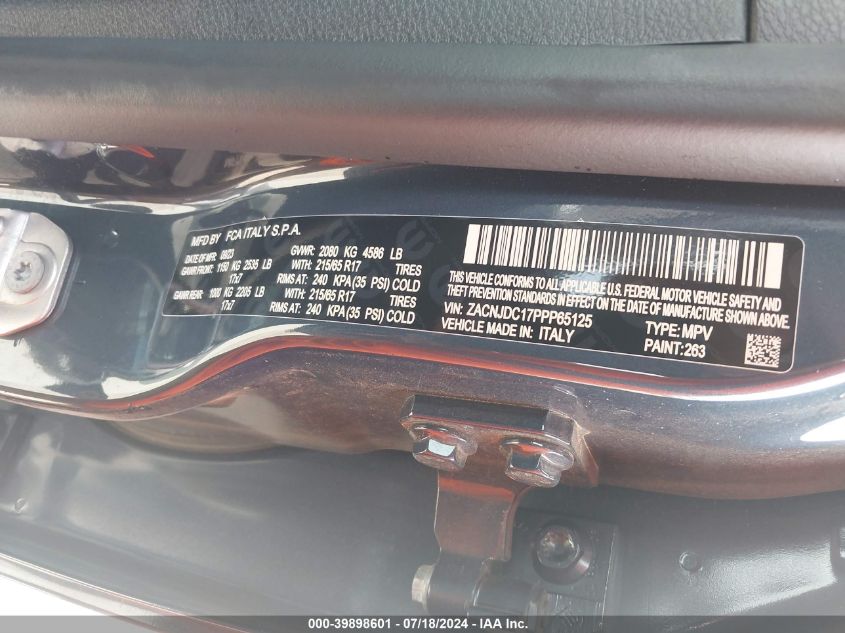 MFD BY FCA ITALY S.P.A.
DATE OF MFR: 08/23 GVWR: 2080 KG 4586 LB
GAWR FRONT: 1150 KG 2535 LB WITH: 215/65 R17 TIRES
17x7 RIMS AT: 240 KPA(35 PSI) COLD
GAWR REAR: 1000 KG 2205 LB WITH: 215/65 R17 TIRES
17x7 RIMS AT: 240 KPA(35 PSI) COLD
THIS VEHICLE CONFORMS TO ALL APPLICABLE U.S. FEDERAL MOTOR VEHICLE SAFETY AND
THEFT PREVENTION STANDARDS IN EFFECT ON THE DATE OF MANUFACTURE SHOWN ABOVE.
VIN: ZACNJDC17PPP65125 TYPE: MPV
VEHICLE MADE IN: ITALY PAINT:263
000-39898601 / 07/18/2024 - IAA Inc.